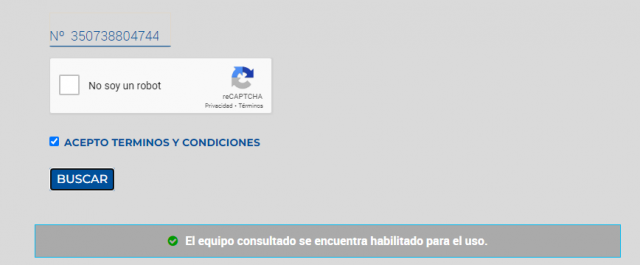 Nº 350738804744
No soy un robot
reCAPTCHA
Privacidad - Términos
ACEPTO TERMINOS Y CONDICIONES
BUSCAR
El equipo consultado se encuentra habilitado para el uso.